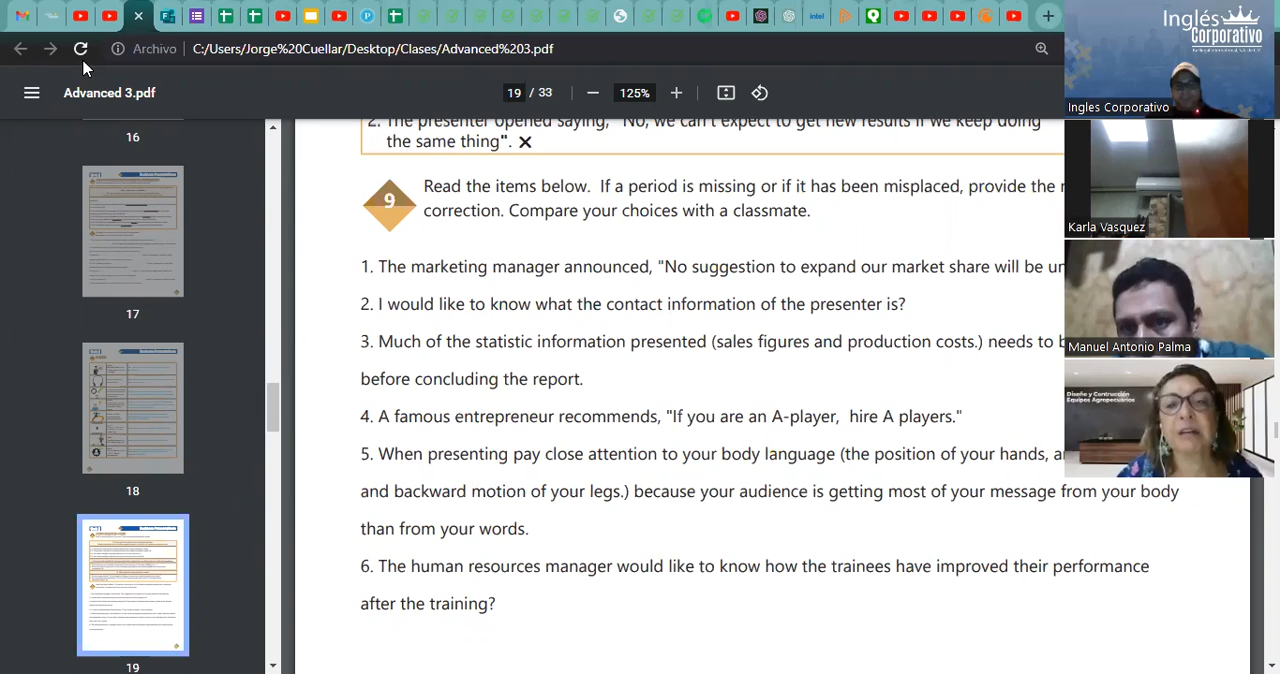 C:/Users/Jorge%20Cuellar/Desktop/Clases/Advanced%203.pdf
Archivo
Advanced 3.pdf
19 / 33
125%
Inglés
Corporativo
Ingles Corporativo
Karla Vasquez
Manuel Antonio Palma
Diseño y Contrucción
Equipos Agropecuarios
16
17
18
19
2. The presenter opened saying, "No, we can't expect to get new results if we keep doing
the same thing". ✕
9
Read the items below. If a period is missing or if it has been misplaced, provide the
correction. Compare your choices with a classmate.
1. The marketing manager announced, "No suggestion to expand our market share will be
2. I would like to know what the contact information of the presenter is?
3. Much of the statistic information presented (sales figures and production costs.) needs to
before concluding the report.
4. A famous entrepreneur recommends, "If you are an A-player, hire A players."
5. When presenting pay close attention to your body language (the position of your hands,
and backward motion of your legs.) because your audience is getting most of your message from your body
than from your words.
6. The human resources manager would like to know how the trainees have improved their performance
after the training?